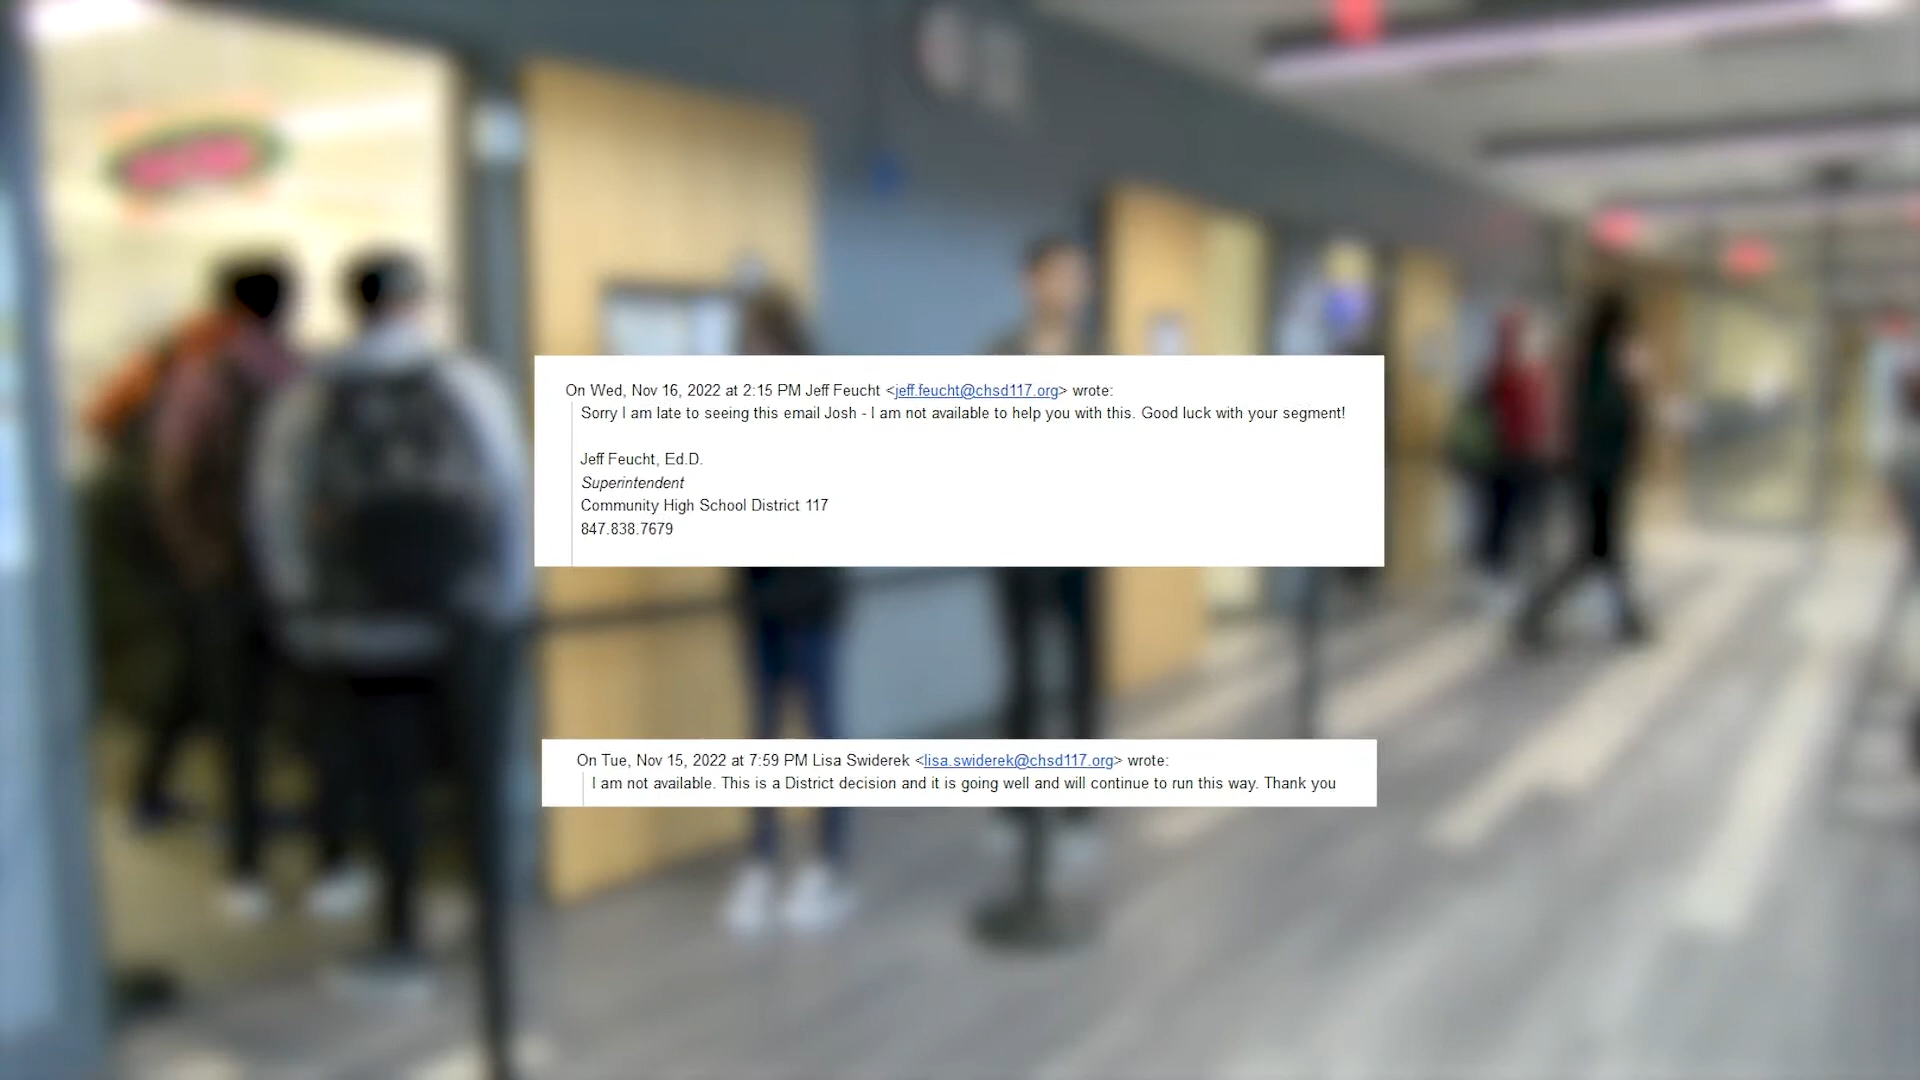 On Wed, Nov 16, 2022 at 2:15 PM Jeff Feucht <jeff.feucht@chsd117.org> wrote:
Sorry I am late to seeing this email Josh - I am not available to help you with this. Good luck with your segment!
Jeff Feucht, Ed.D.
Superintendent
Community High School District 117
847.838.7679
On Tue, Nov 15, 2022 at 7:59 PM Lisa Swiderek <lisa.swiderek@chsd117.org> wrote:
I am not available. This is a District decision and it is going well and will continue to run this way. Thank you